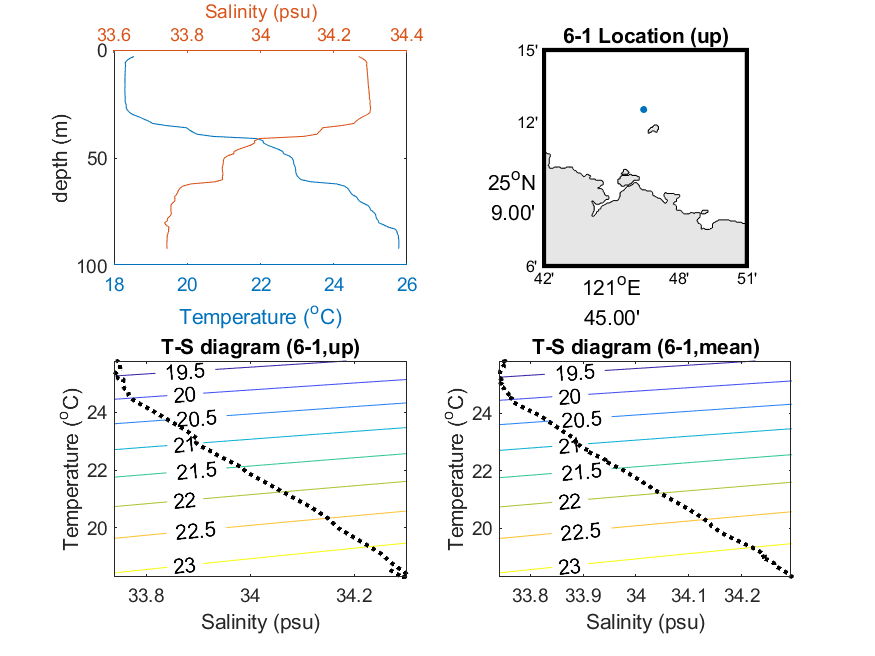 Salinity (psu)
33.6 33.8 34 34.2 34.4
0
50
100
depth (m)
18 20 22 24 26
Temperature (°C)
6-1 Location (up)
15'
12'
25°N
9.00'
6'
42' 48' 51'
121°E
45.00'
T-S diagram (6-1,up)
Temperature (°C)
24
22
20
19.5
20
20.5
21
21.5
22
22.5
23
33.8 34 34.2
Salinity (psu)
T-S diagram (6-1,mean)
Temperature (°C)
24
22
20
19.5
20
20.5
21
21.5
22
22.5
23
33.8 33.9 34 34.1 34.2
Salinity (psu)